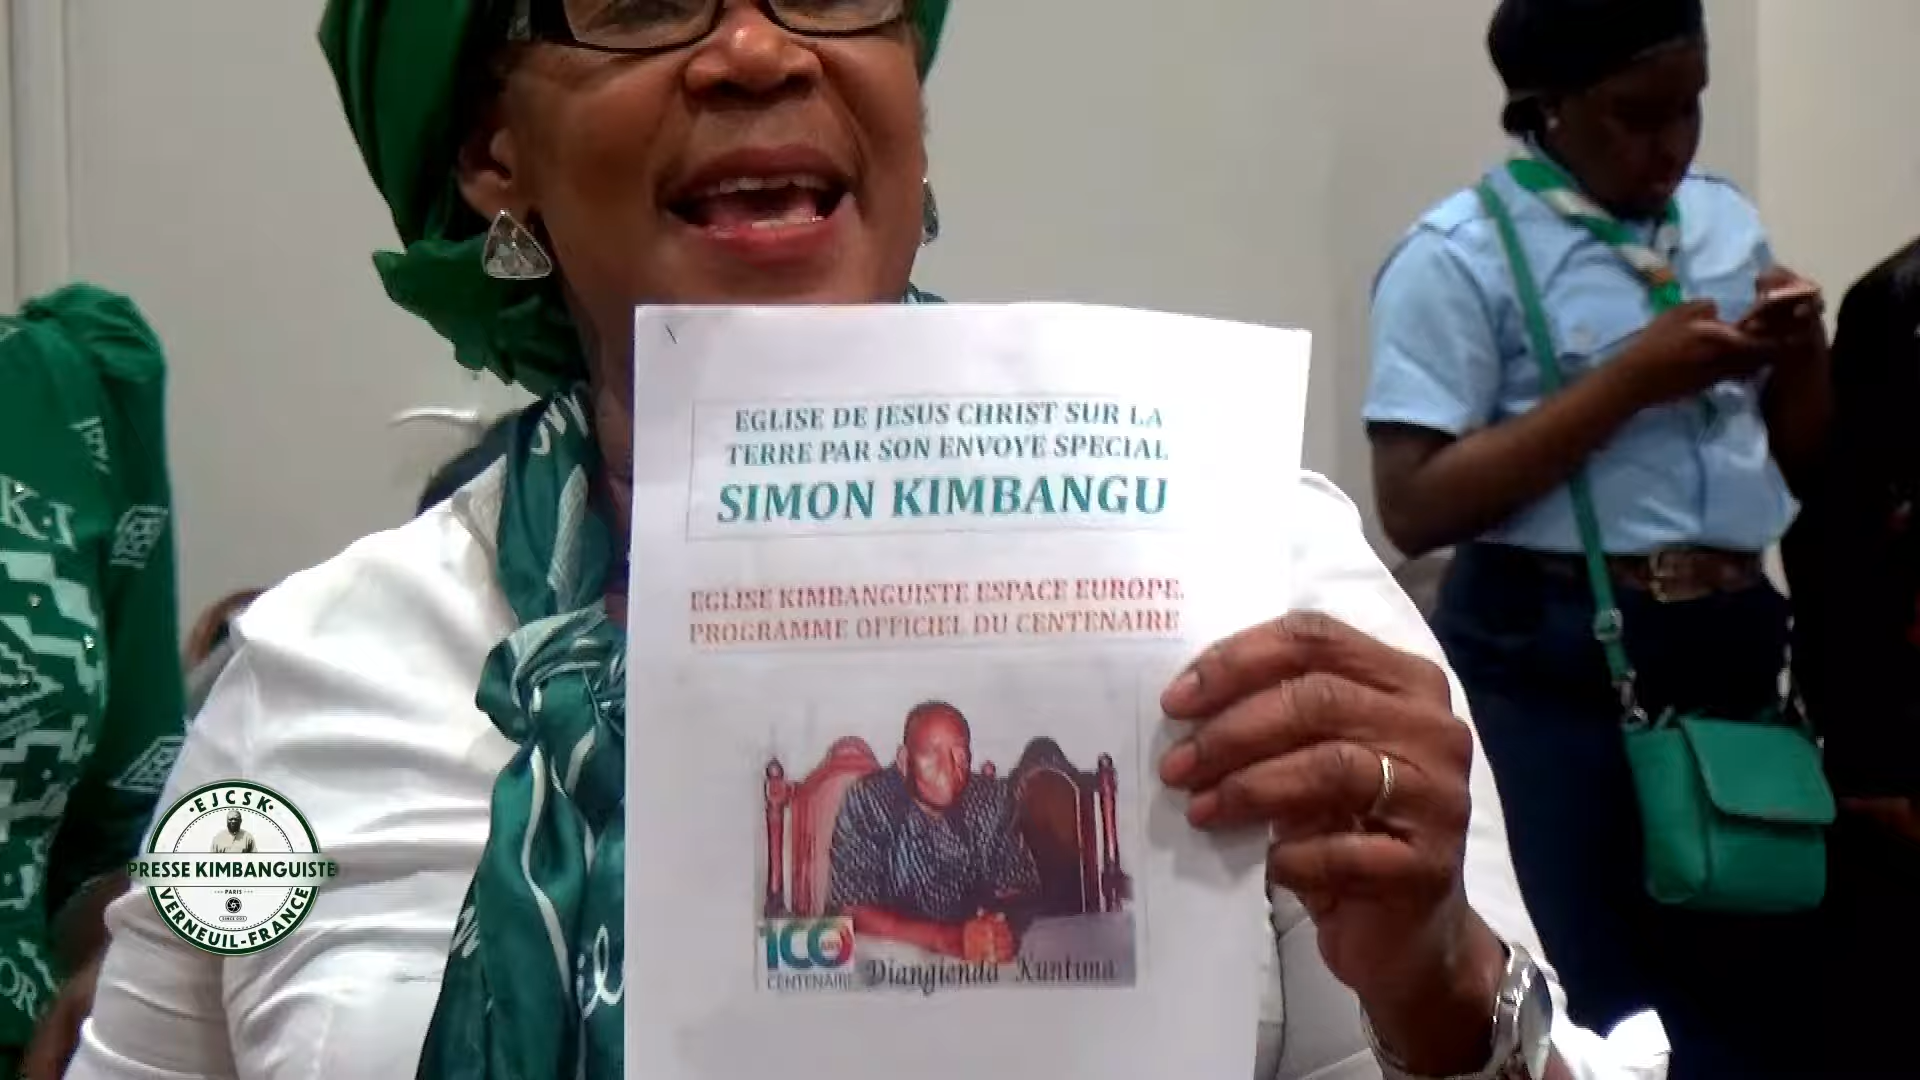 EGLISE DE JESUS CHRIST SUR LA
TERRE PAR SON ENVOYE SPECIAL
SIMON KIMBANGU
EGLISE KIMBANGUISTE ESPACE EUROPE.
PROGRAMME OFFICIEL DU CENTENAIRE
100
CENTENAIRE
Diangienda Kuntima
·EJCSK·
PRESSE KIMBANGUISTE
PARIS
VERNEUIL-FRANCE
K·I